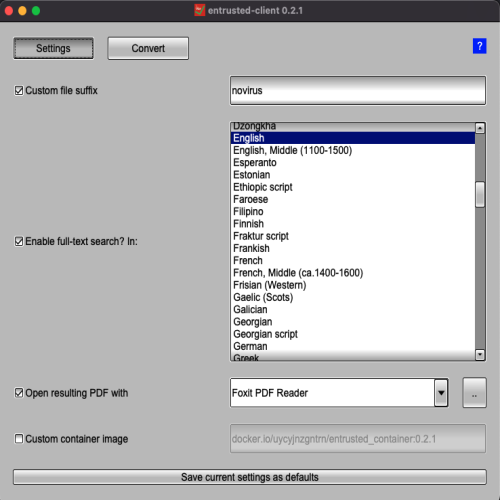 entrusted-client 0.2.1
Settings
Convert
?
Custom file suffix
novirus
Enable full-text search? In:
Dzongkha
English
English, Middle (1100-1500)
Esperanto
Estonian
Ethiopic script
Faroese
Filipino
Finnish
Fraktur script
Frankish
French
French, Middle (ca.1400-1600)
Frisian (Western)
Gaelic (Scots)
Galician
Georgian
Georgian script
German
Greek
Open resulting PDF with
Foxit PDF Reader
..
Custom container image
docker.io/uycyjnzgntrn/entrusted_container:0.2.1
Save current settings as defaults